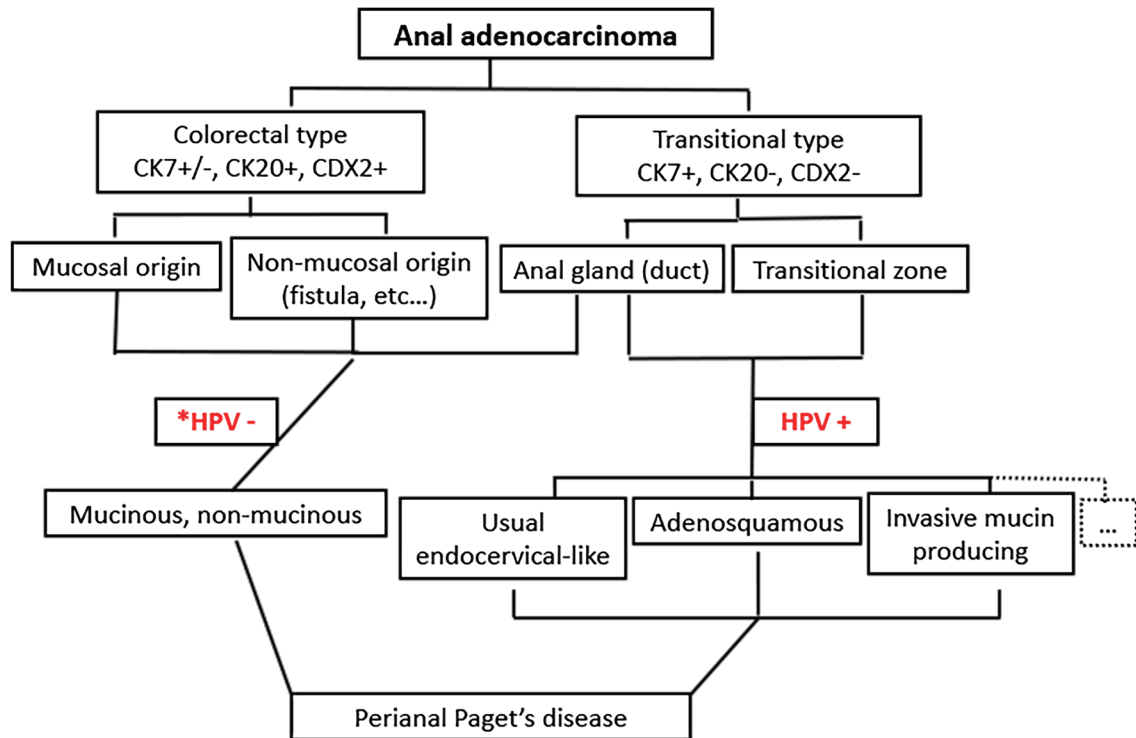 Anal adenocarcinoma
Colorectal type
CK7+/-, CK20+, CDX2+
Transitional type
CK7+, CK20-, CDX2-
Mucosal origin
Non-mucosal origin
(fistula, etc...)
Anal gland (duct)
Transitional zone
*HPV -
HPV +
Mucinous, non-mucinous
Usual
endocervical-like
Adenosquamous
Invasive mucin
producing
...
Perianal Paget’s disease